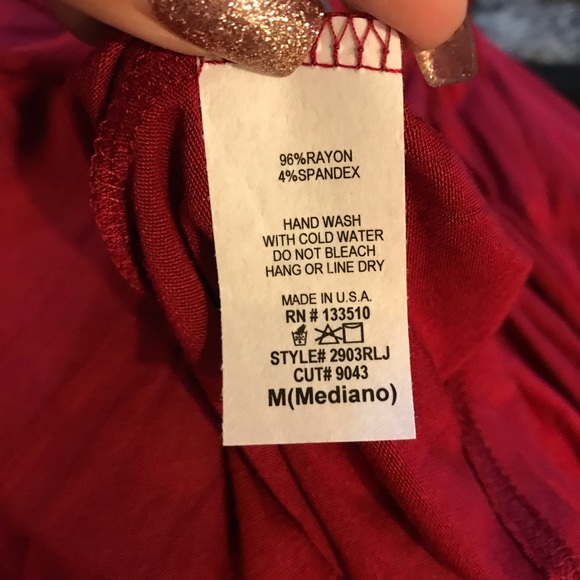 96%RAYON
4%SPANDEX
HAND WASH
WITH COLD WATER
DO NOT BLEACH
HANG OR LINE DRY
MADE IN U.S.A.
RN # 133510
STYLE# 2903RLJ
CUT# 9043
M(Mediano)